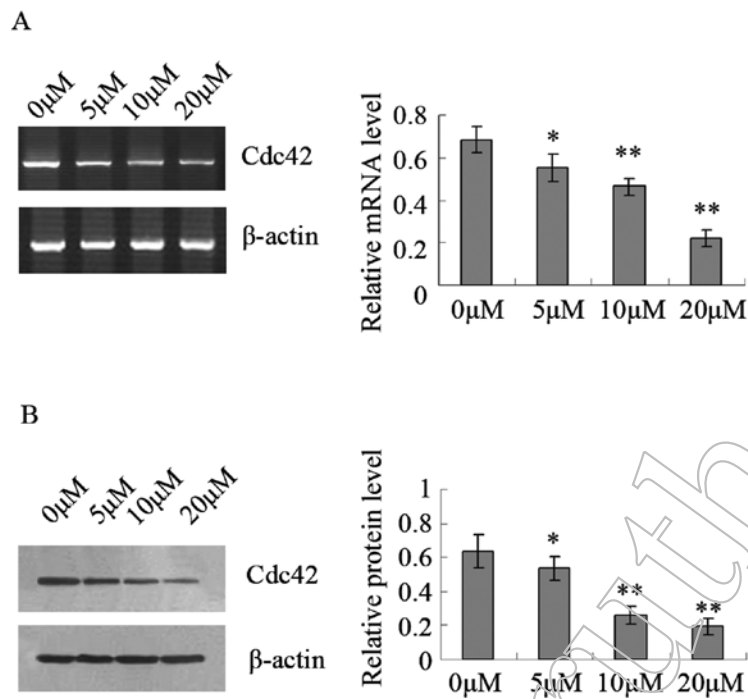 A
0μM 5μM 10μM 20μM
Cdc42
β-actin
Relative mRNA level
0.8
0.6
0.4
0.2
0
* ** **
0μM 5μM 10μM 20μM
B
0μM 5μM 10μM 20μM
Cdc42
β-actin
Relative protein level
1
0.8
0.6
0.4
0.2
0
* ** **
0μM 5μM 10μM 20μM
uth